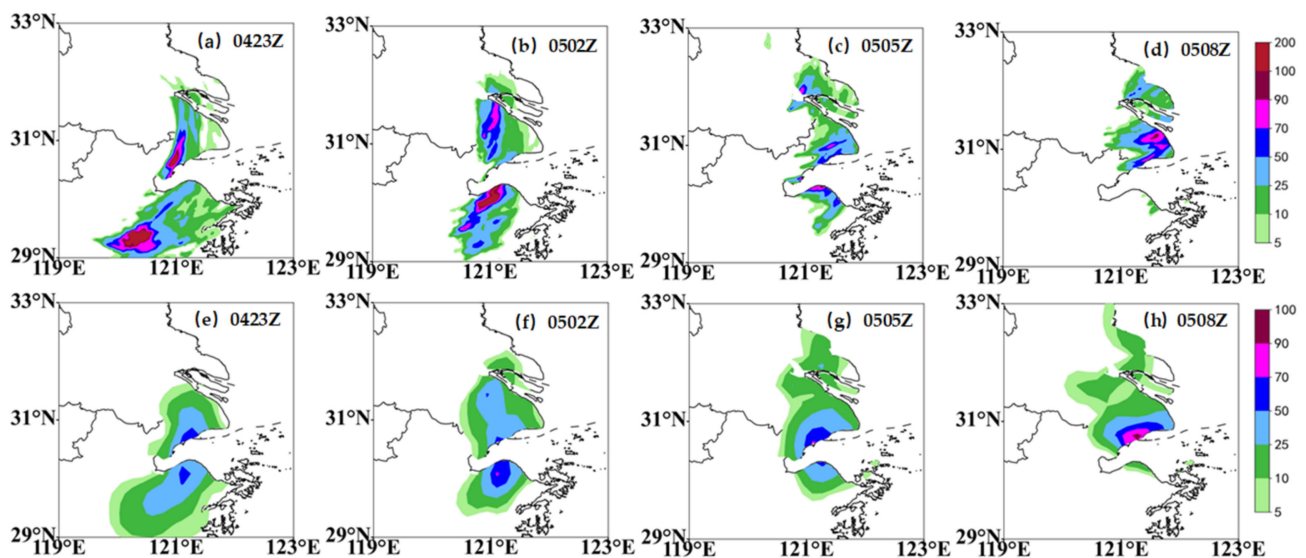 33°N (a) 0423Z
31°N
29°N
119°E 121°E 123°E
33°N (b) 0502Z
31°N
29°N
119°E 121°E 123°E
33°N (c) 0505Z
31°N
29°N
119°E 121°E 123°E
33°N (d) 0508Z
31°N
29°N
119°E 121°E 123°E
200
100
90
70
50
25
10
5
33°N (e) 0423Z
31°N
29°N
119°E 121°E 123°E
33°N (f) 0502Z
31°N
29°N
119°E 121°E 123°E
33°N (g) 0505Z
31°N
29°N
119°E 121°E 123°E
33°N (h) 0508Z
31°N
29°N
119°E 121°E 123°E
100
90
70
50
25
10
5